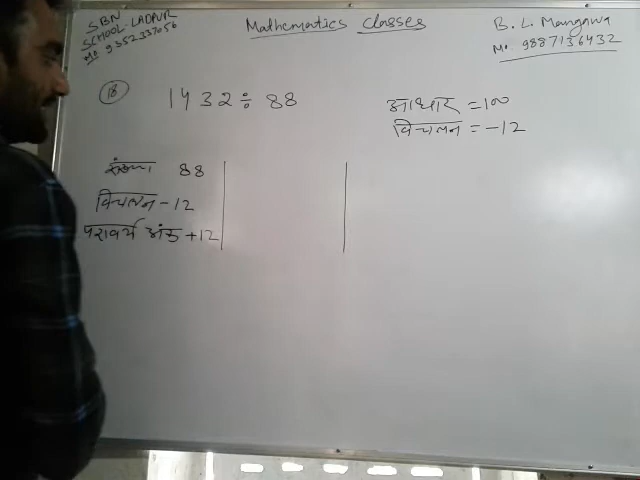 SBN
SCHOOL LADPUR
Mo 9352337056
Mathematics Classes
B. L. Mangawa
Mo 9887136432
18 1432 ÷ 88
आधार = 100
विचलन = -12
संख्या 88
विचलन -12
परावर्त्य अंक +12